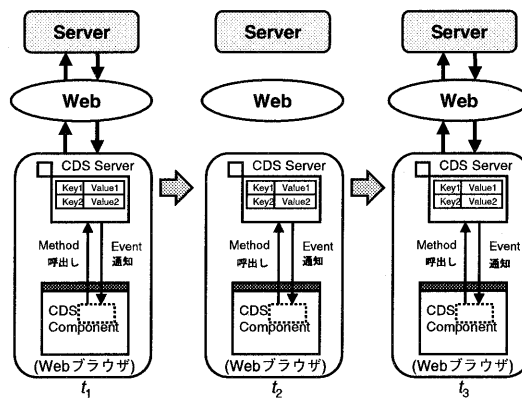 Server
Web
CDS Server
Key1 Value1
Key2 Value2
Method
呼出し
Event
通知
CDS
Component
(Webブラウザ)
t1
Server
Web
CDS Server
Key1 Value1
Key2 Value2
Method
呼出し
Event
通知
CDS
Component
(Webブラウザ)
t2
Server
Web
CDS Server
Key1 Value1
Key2 Value2
Method
呼出し
Event
通知
CDS
Component
(Webブラウザ)
t3